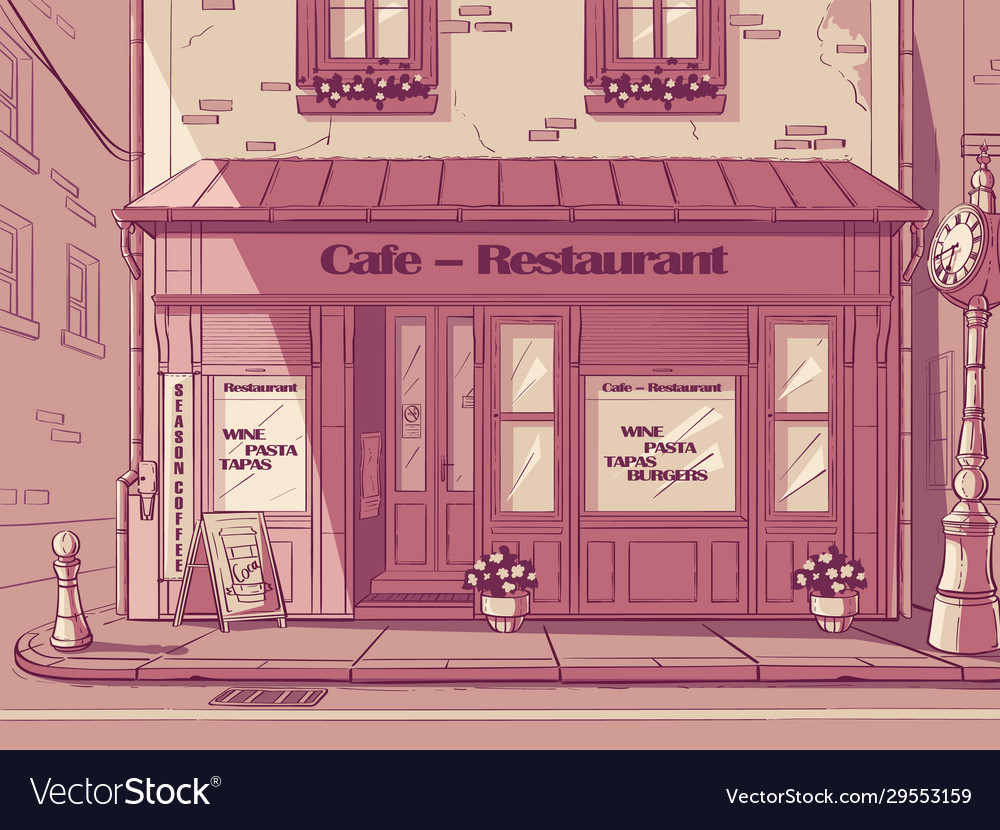 Cafe – Restaurant
Restaurant
WINE
PASTA
TAPAS
Cafe – Restaurant
WINE
PASTA
TAPAS
BURGERS
SEASON COFFEE
Coca
VectorStock®
VectorStock.com/29553159